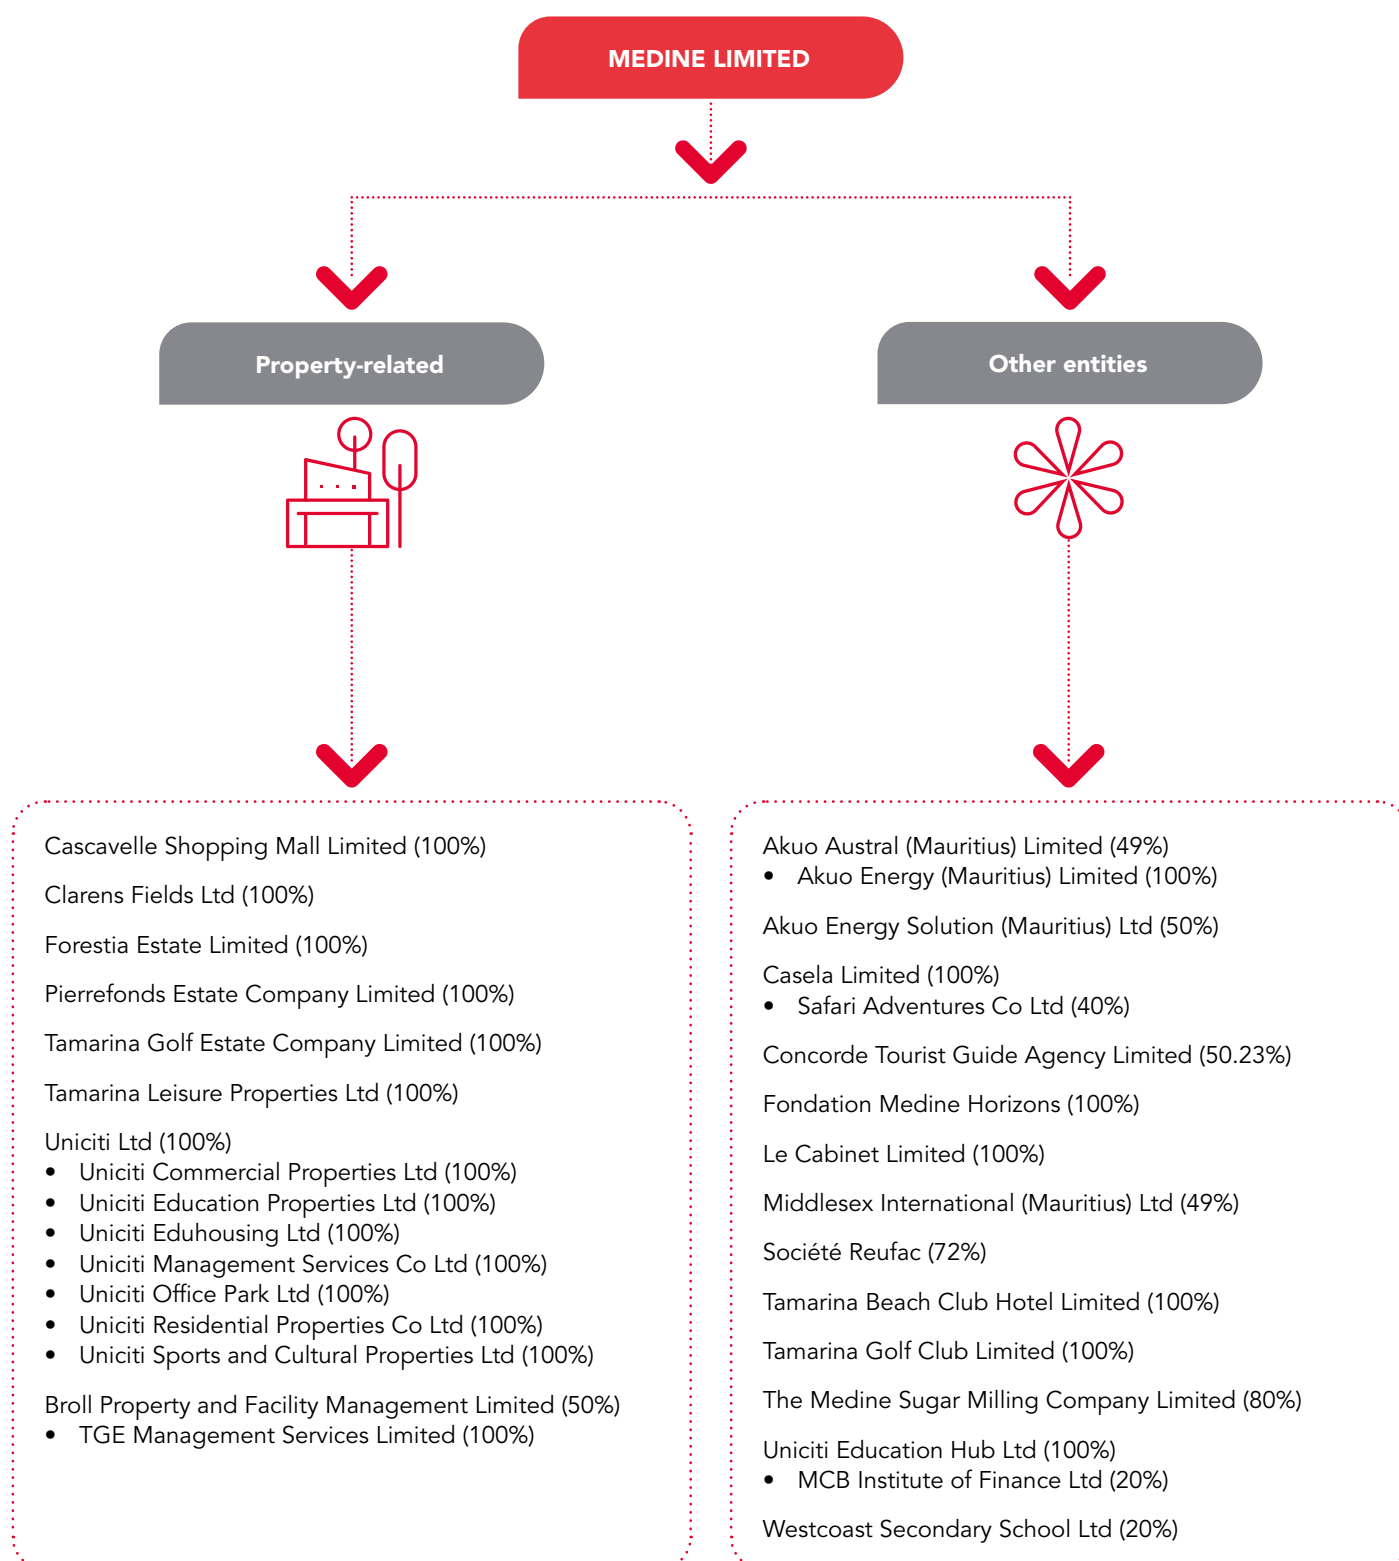 MEDINE LIMITED
Property-related
Cascavelle Shopping Mall Limited (100%)
Clarens Fields Ltd (100%)
Forestia Estate Limited (100%)
Pierrefonds Estate Company Limited (100%)
Tamarina Golf Estate Company Limited (100%)
Tamarina Leisure Properties Ltd (100%)
Uniciti Ltd (100%)
• Uniciti Commercial Properties Ltd (100%)
• Uniciti Education Properties Ltd (100%)
• Uniciti Eduhousing Ltd (100%)
• Uniciti Management Services Co Ltd (100%)
• Uniciti Office Park Ltd (100%)
• Uniciti Residential Properties Co Ltd (100%)
• Uniciti Sports and Cultural Properties Ltd (100%)
Broll Property and Facility Management Limited (50%)
• TGE Management Services Limited (100%)
Other entities
Akuo Austral (Mauritius) Limited (49%)
• Akuo Energy (Mauritius) Limited (100%)
Akuo Energy Solution (Mauritius) Ltd (50%)
Casela Limited (100%)
• Safari Adventures Co Ltd (40%)
Concorde Tourist Guide Agency Limited (50.23%)
Fondation Medine Horizons (100%)
Le Cabinet Limited (100%)
Middlesex International (Mauritius) Ltd (49%)
Société Reufac (72%)
Tamarina Beach Club Hotel Limited (100%)
Tamarina Golf Club Limited (100%)
The Medine Sugar Milling Company Limited (80%)
Uniciti Education Hub Ltd (100%)
• MCB Institute of Finance Ltd (20%)
Westcoast Secondary School Ltd (20%)